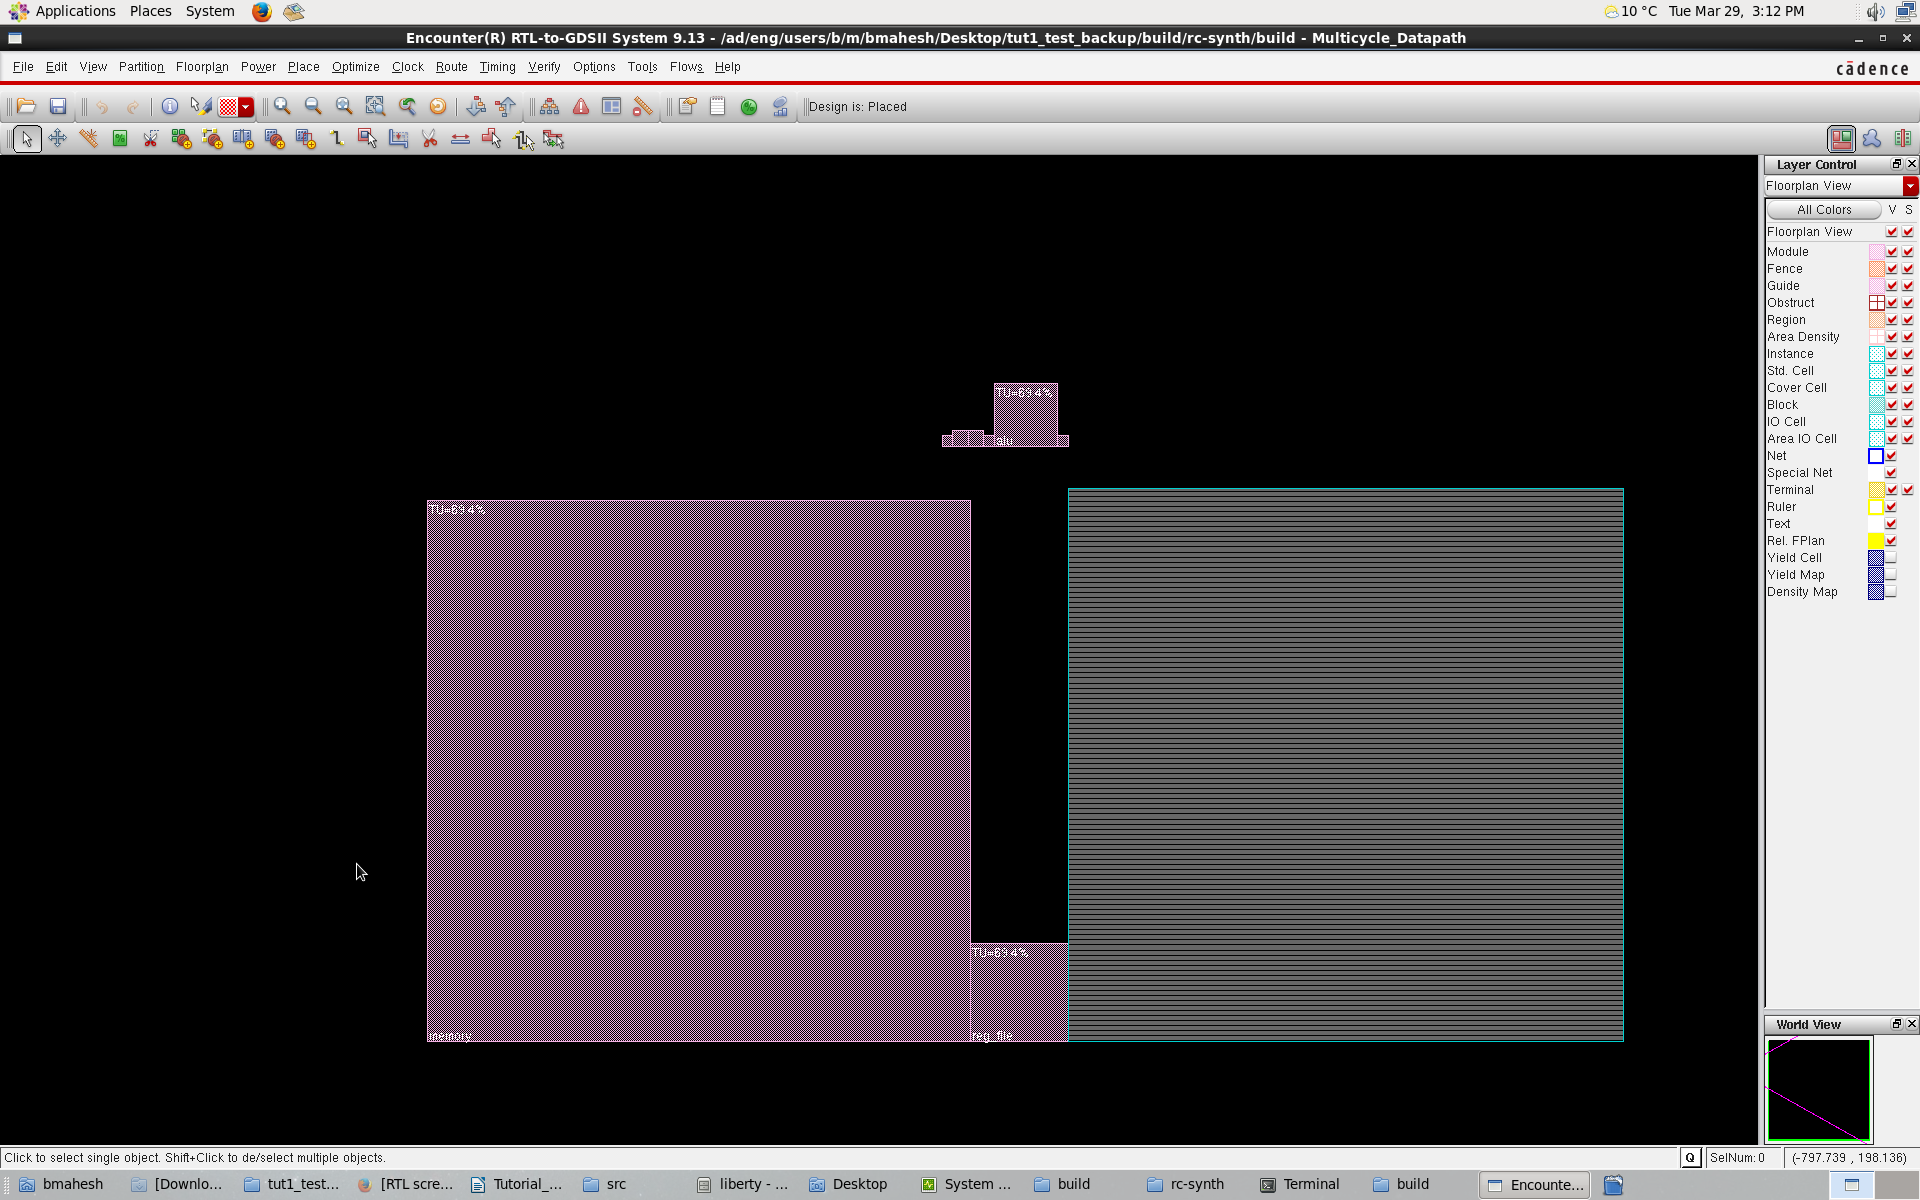 Applications Places System 10 °C Tue Mar 29, 3:12 PM
Encounter(R) RTL-to-GDSII System 9.13 - /ad/eng/users/b/m/bmahesh/Desktop/tut1_test_backup/build/rc-synth/build - Multicycle_Datapath
File Edit View Partition Floorplan Power Place Optimize Clock Route Timing Verify Options Tools Flows Help
cādence
Design is: Placed
Layer Control
Floorplan View
All Colors V S
Floorplan View
Module
Fence
Guide
Obstruct
Region
Area Density
Instance
Std. Cell
Cover Cell
Block
IO Cell
Area IO Cell
Net
Special Net
Terminal
Ruler
Text
Rel. FPlan
Yield Cell
Yield Map
Density Map
TU=69.4%
alu
TU=69.4%
TU=69.4%
memory
reg_file
World View
Click to select single object. Shift+Click to de/select multiple objects.
Q SelNum: 0 (-797.739 , 198.136)
bmahesh [Downlo... tut1_test... [RTL scre... Tutorial_... src liberty - ... Desktop System ... build rc-synth Terminal build Encounte...